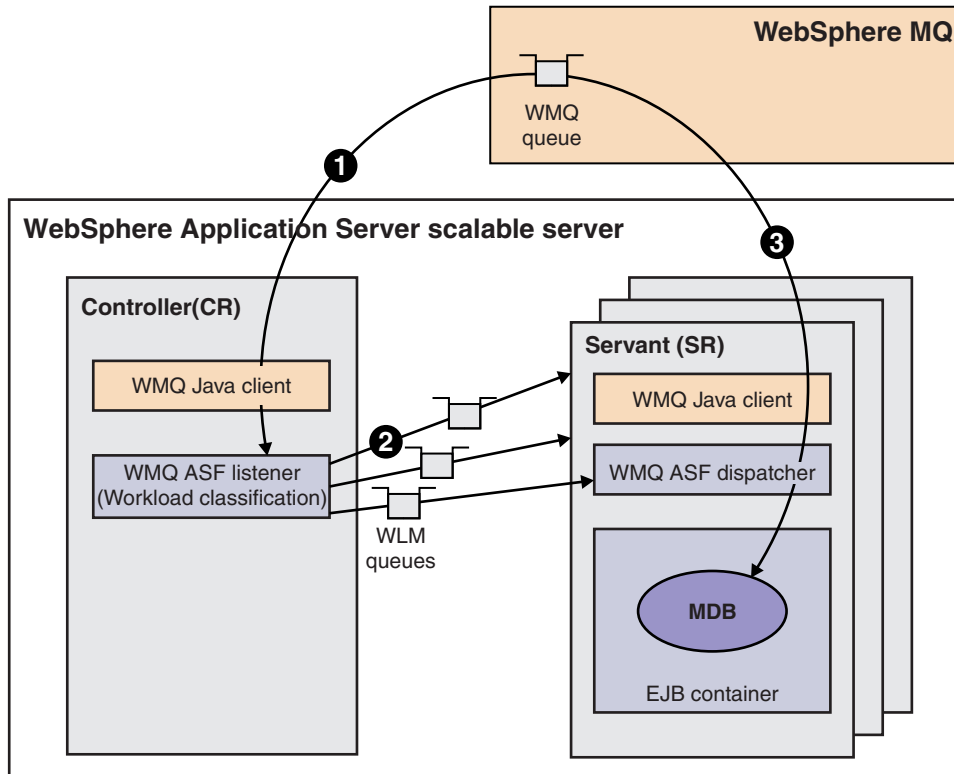 WebSphere MQ
WMQ
queue
1
WebSphere Application Server scalable server
3
Controller(CR)
Servant (SR)
WMQ Java client
WMQ Java client
2
WMQ ASF listener
(Workload classification)
WMQ ASF dispatcher
WLM
queues
MDB
EJB container